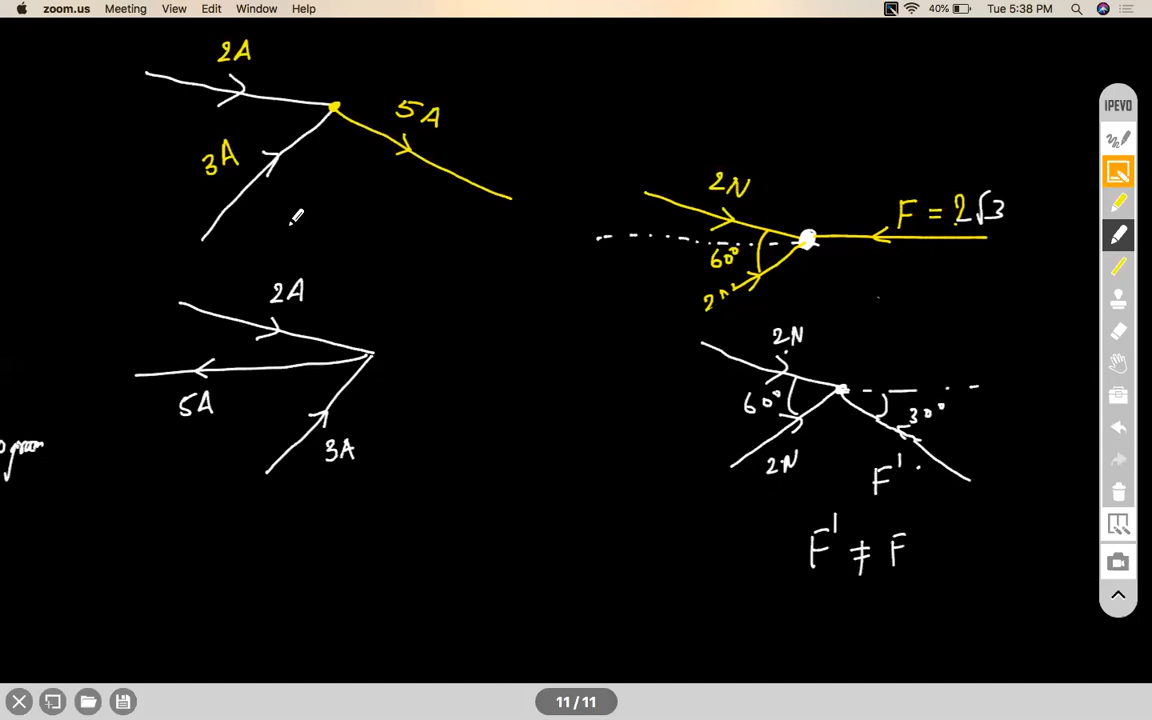 zoom.us Meeting View Edit Window Help 40% Tue 5:38 PM
2A
5A
3A
2N
F = 2√3
60°
2N
IPEVO
2A
5A
3A
2N
60°
30°
2N
F'
F' ≠ F
11 / 11